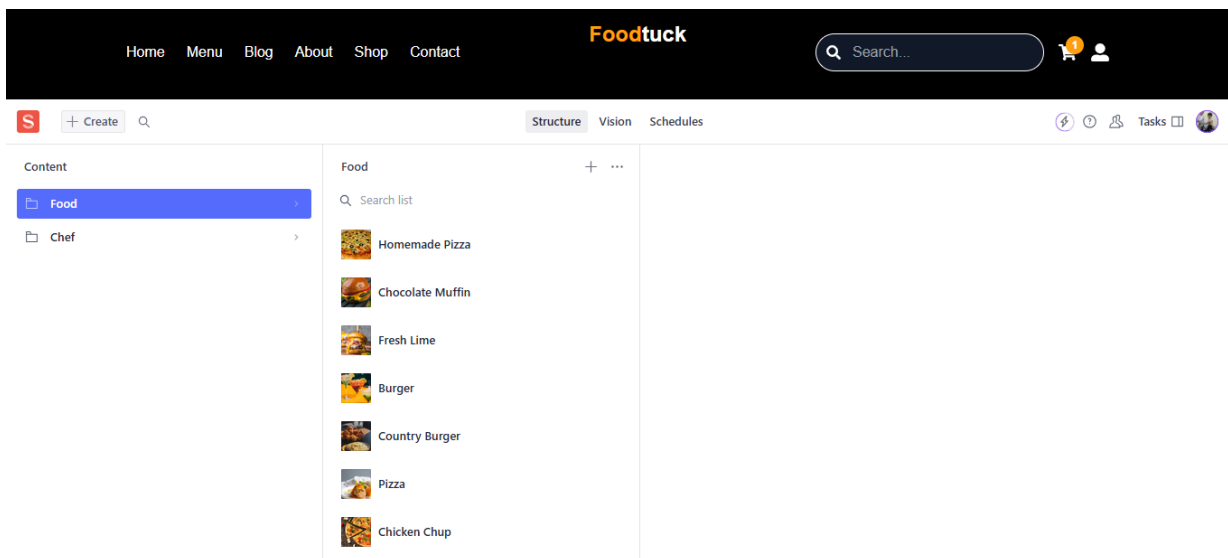 Foodtuck
Home Menu Blog About Shop Contact
Search...
1
S
Create
Structure Vision Schedules
Tasks
Content
Food
Chef
Food
Search list
Homemade Pizza
Chocolate Muffin
Fresh Lime
Burger
Country Burger
Pizza
Chicken Chup